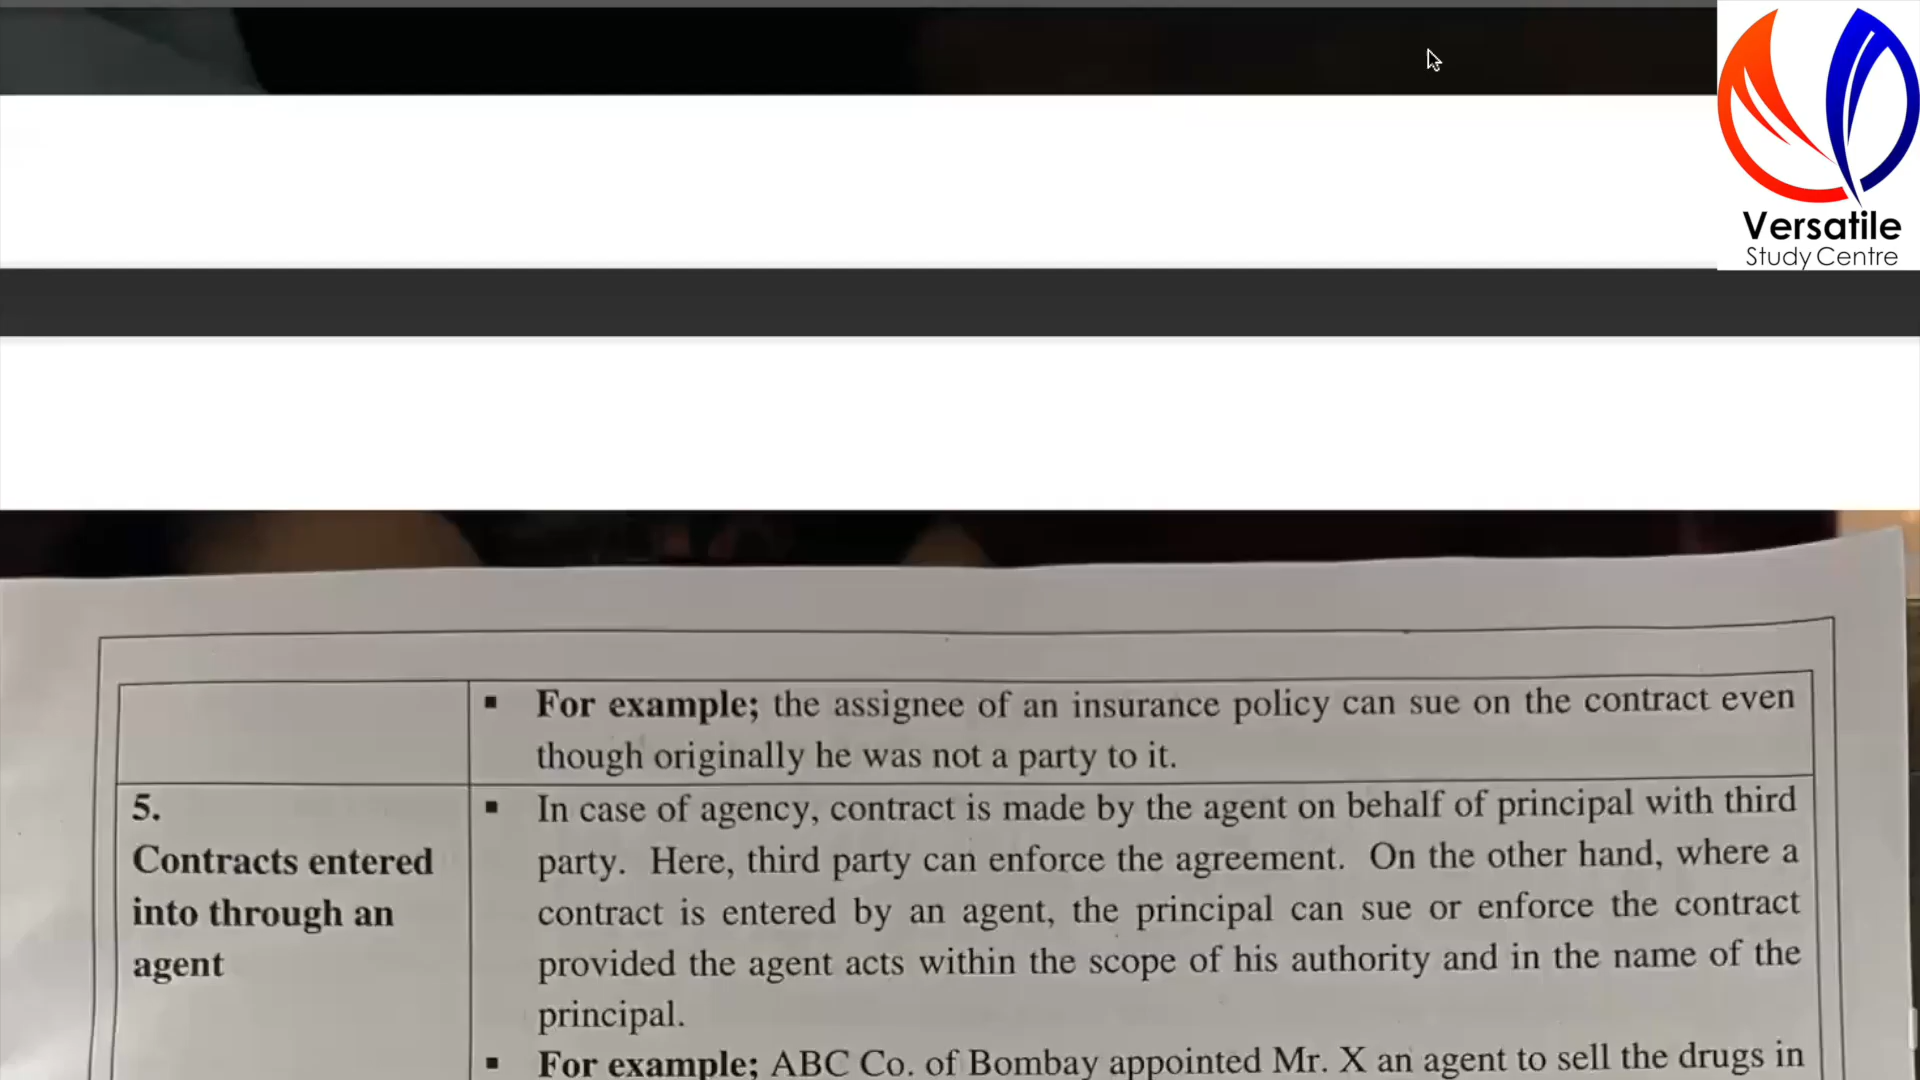 Versatile
Study Centre
▪ For example; the assignee of an insurance policy can sue on the contract even
though originally he was not a party to it.
5.
Contracts entered
into through an
agent
▪ In case of agency, contract is made by the agent on behalf of principal with third
party. Here, third party can enforce the agreement. On the other hand, where a
contract is entered by an agent, the principal can sue or enforce the contract
provided the agent acts within the scope of his authority and in the name of the
principal.
▪ For example; ABC Co. of Bombay appointed Mr. X an agent to sell the drugs in